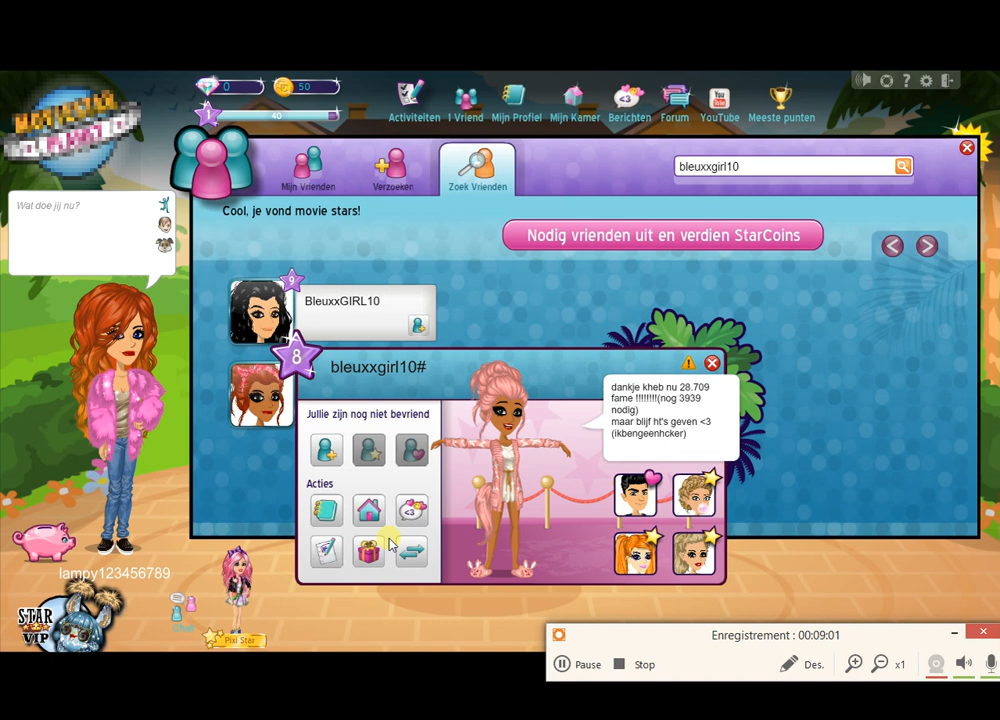 0
50
1
40
Activiteiten
1 Vriend
Mijn Profiel
Mijn Kamer
Berichten
Forum
YouTube
Meeste punten
Mijn Vrienden
Verzoeken
Zoek Vrienden
bleuxxgirl10
Wat doe jij nu?
Cool, je vond movie stars!
Nodig vrienden uit en verdien StarCoins
9
BleuxxGIRL10
8
bleuxxgirl10#
Jullie zijn nog niet bevriend
Acties
dankje kheb nu 28.709
fame !!!!!!!!(nog 3939
nodig)
maar blijf ht's geven <3
(ikbengeenhcker)
lampy123456789
STAR
VIP
Chat
Pixi Star
Enregistrement : 00:09:01
Pause
Stop
Des.
x1